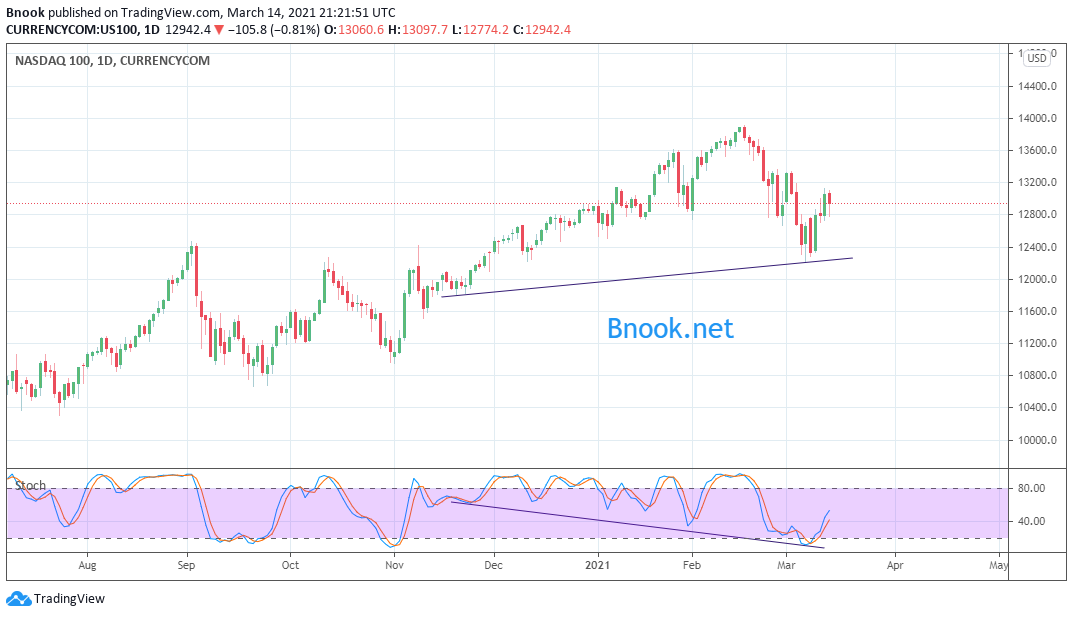 Bnook published on TradingView.com, March 14, 2021 21:21:51 UTC
CURRENCYCOM:US100, 1D 12942.4 ▼ −105.8 (−0.81%) O:13060.6 H:13097.7 L:12774.2 C:12942.4
NASDAQ 100, 1D, CURRENCYCOM
USD
14400.0
14000.0
13600.0
13200.0
12800.0
12400.0
12000.0
11600.0
11200.0
10800.0
10400.0
10000.0
Bnook.net
Stoch
80.00
40.00
Aug Sep Oct Nov Dec 2021 Feb Mar Apr May
TradingView